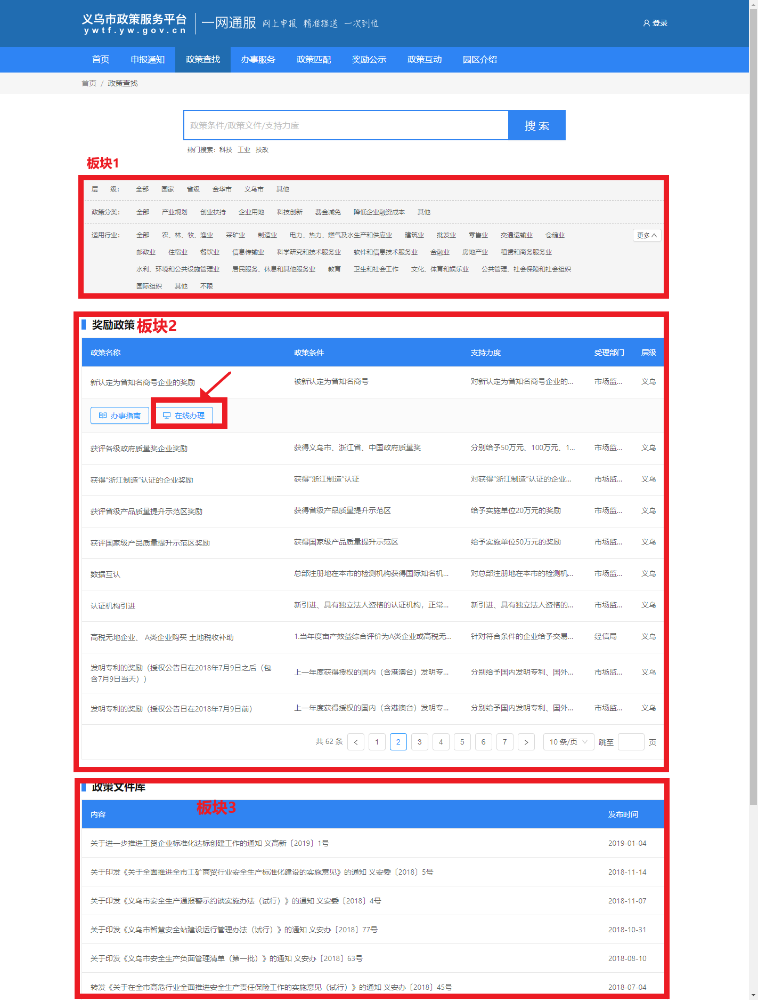 义乌市政策服务平台
ywtf.yw.gov.cn
一网通服 网上申报 精准推送 一次到位
登录
首页 申报通知 政策查找 办事服务 政策匹配 奖励公示 政策互动 园区介绍
首页 / 政策查找
政策条件/政策文件/支持力度 搜 索
热门搜索：科技 工业 技改
板块1
层 级： 全部 国家 省级 金华市 义乌市 其他
政策分类： 全部 产业规划 创业扶持 企业用地 科技创新 费金减免 降低企业融资成本 其他
适用行业： 全部 农、林、牧、渔业 采矿业 制造业 电力、热力、燃气及水生产和供应业 建筑业 批发业 零售业 交通运输业 仓储业 更多
邮政业 住宿业 餐饮业 信息传输业 科学研究和技术服务业 软件和信息技术服务业 金融业 房地产业 租赁和商务服务业
水利、环境和公共设施管理业 居民服务、休息和其他服务业 教育 卫生和社会工作 文化、体育和娱乐业 公共管理、社会保障和社会组织
国际组织 其他 不限
奖励政策 板块2
政策名称 政策条件 支持力度 受理部门 层级
新认定为省知名商号企业的奖励 被新认定为省知名商号 对新认定为省知名商号企业的... 市场监... 义乌
办事指南 在线办理
获评各级政府质量奖企业奖励 获得义乌市、浙江省、中国政府质量奖 分别给予50万元、100万元、1... 市场监... 义乌
获得“浙江制造”认证的企业奖励 获得“浙江制造”认证 对获得“浙江制造”认证的企业... 市场监... 义乌
获评省级产品质量提升示范区奖励 获得省级产品质量提升示范区 给予实施单位20万元的奖励 市场监... 义乌
获评国家级产品质量提升示范区奖励 获得国家级产品质量提升示范区 给予实施单位50万元的奖励 市场监... 义乌
数据互认 总部注册地在本市的检测机构获得国际知名机... 对总部注册地在本市的检测机... 市场监... 义乌
认证机构引进 新引进、具有独立法人资格的认证机构，正常... 新引进、具有独立法人资格的... 市场监... 义乌
高税无地企业、 A类企业购买 土地税收补助 1.当年度亩产效益综合评价为A类企业或高税无... 针对符合条件的企业给予交易... 经信局 义乌
发明专利的奖励（授权公告日在2018年7月9日之后（包
含7月9日当天）） 上一年度获得授权的国内（含港澳台）发明专... 分别给予国内发明专利、国外... 市场监... 义乌
发明专利的奖励（授权公告日在2018年7月9日前） 上一年度获得授权的国内（含港澳台）发明专... 分别给予国内发明专利、国外... 市场监... 义乌
共 62 条 < 1 2 3 4 5 6 7 > 10 条/页 跳至 页
政策文件库
板块3
内容 发布时间
关于进一步推进工贸企业标准化达标创建工作的通知 义高新〔2019〕1号 2019-01-04
关于印发《关于全面推进全市工矿商贸行业安全生产标准化建设的实施意见》的通知 义安委〔2018〕5号 2018-11-14
关于印发《义乌市安全生产通报警示约谈实施办法（试行）》的通知 义安委〔2018〕4号 2018-11-07
关于印发《义乌市智慧安全站建设运行管理办法（试行）》的通知 义安办〔2018〕77号 2018-10-31
关于印发《义乌市安全生产负面管理清单（第一批）》的通知 义安办〔2018〕63号 2018-08-10
转发《关于在全市高危行业全面推进安全生产责任保险工作的实施意见（试行）》的通知 义安办〔2018〕45号 2018-07-04